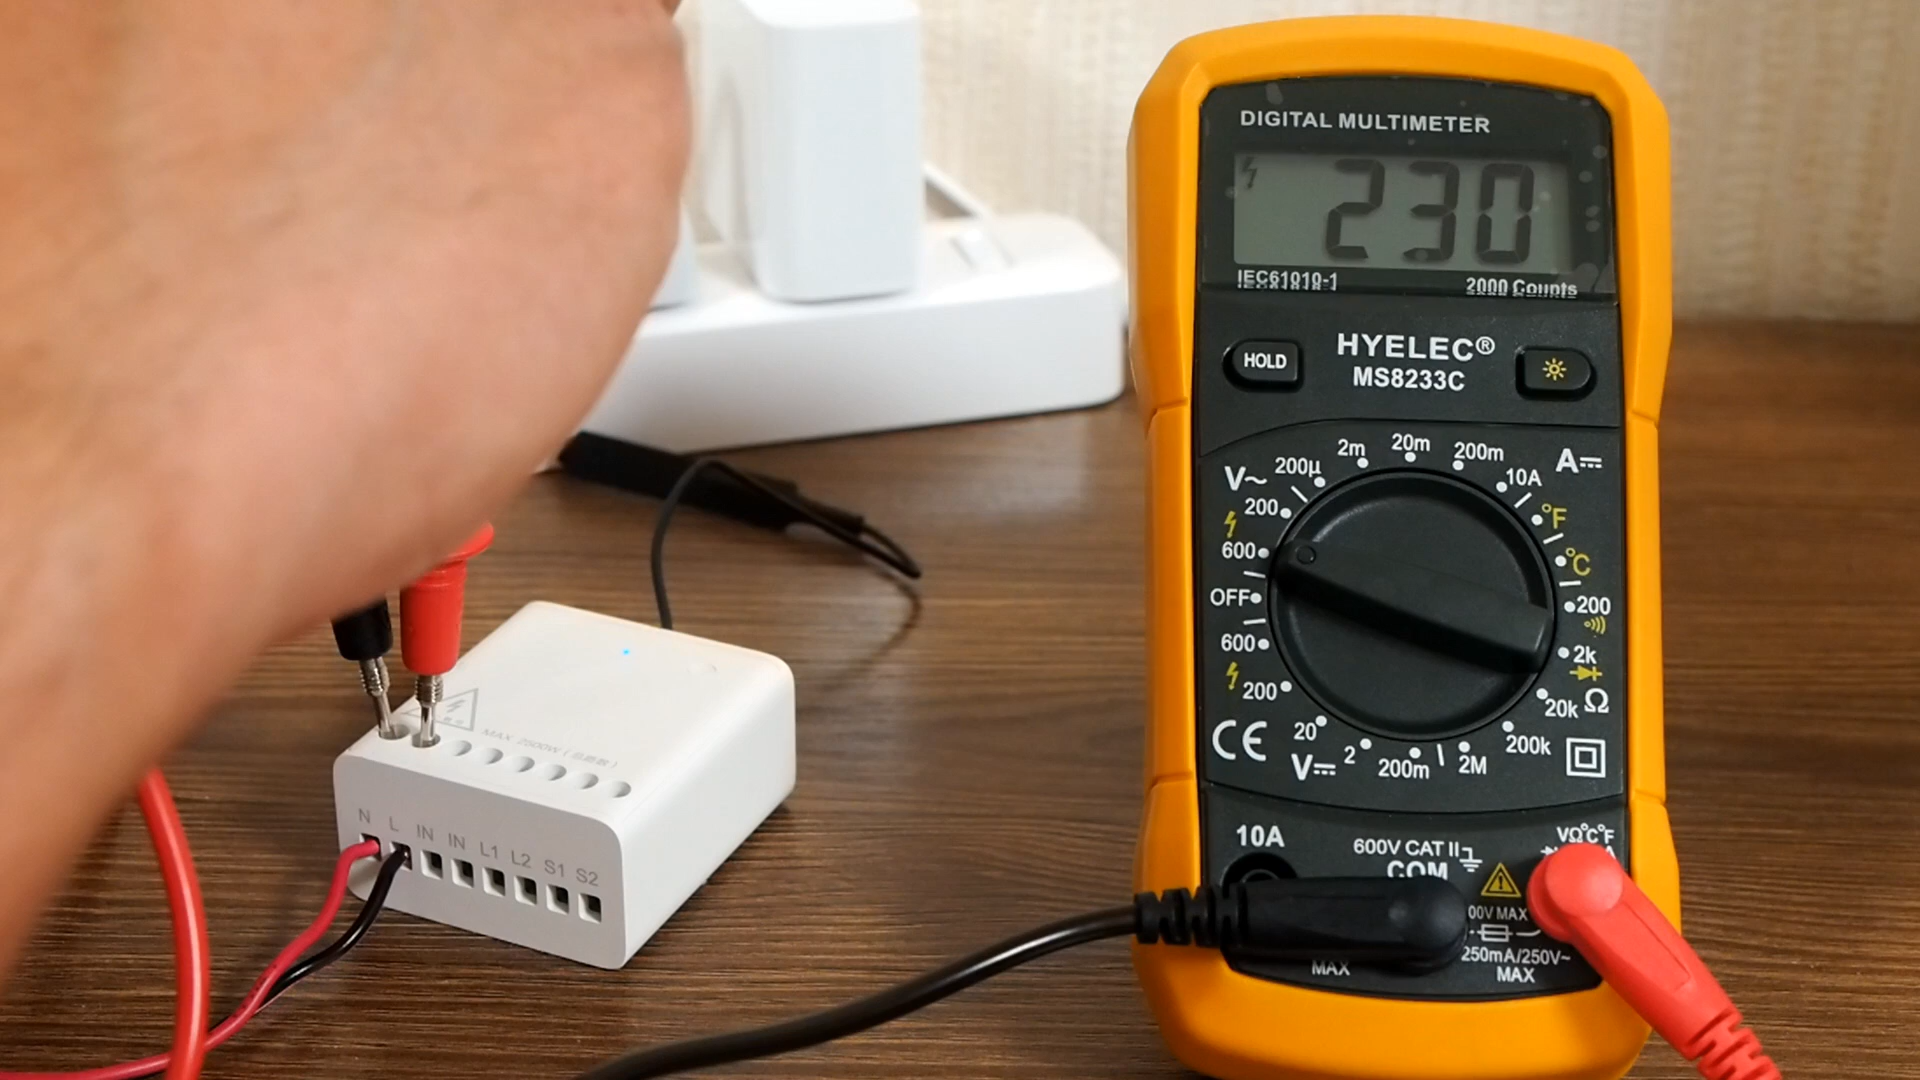 DIGITAL MULTIMETER
230
IEC61010-1
2000 Counts
HOLD
HYELEC®
MS8233C
V~
200µ
2m
20m
200m
10A
A⎓
200
600
OFF
600
200
20
V⎓
2
200m
2M
200k
20k
Ω
2k
200
°C
°F
CE
10A
600V CAT II
COM
VΩ°C°F
250mA/250V~
MAX
MAX
MAX 2500W
N L IN IN L1 L2 S1 S2